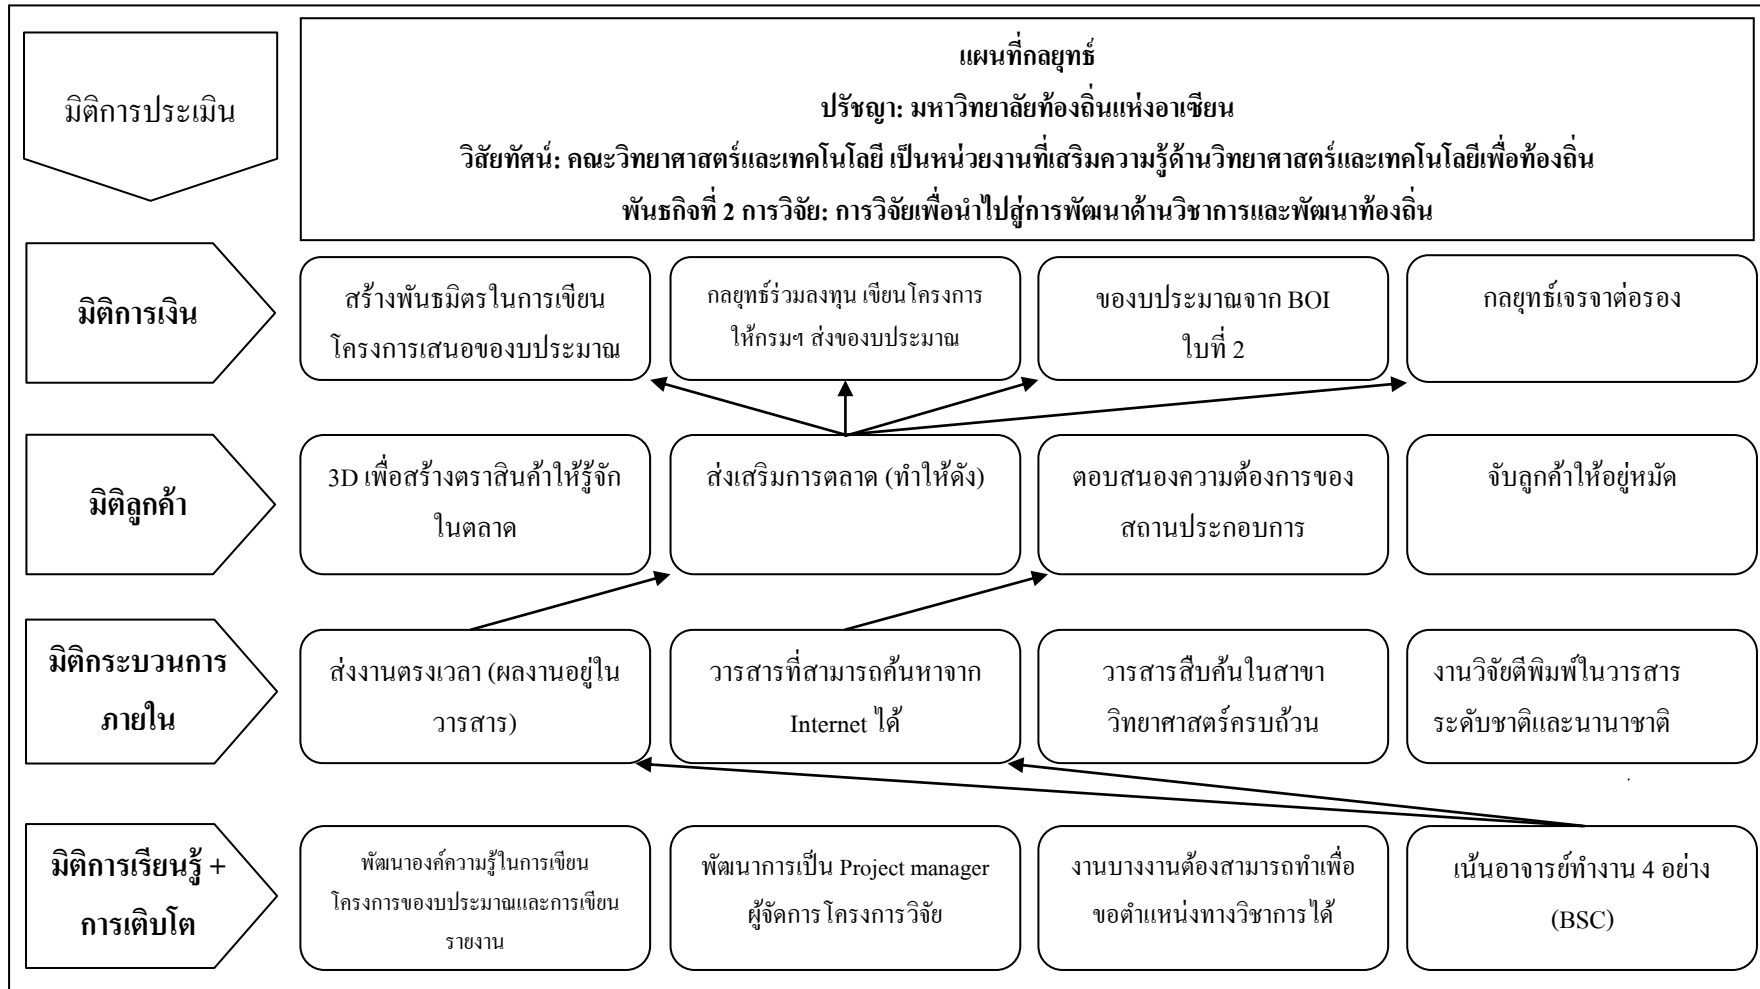 แผนที่กลยุทธ์
ปรัชญา: มหาวิทยาลัยท้องถิ่นแห่งอาเซียน
วิสัยทัศน์: คณะวิทยาศาสตร์และเทคโนโลยี เป็นหน่วยงานที่เสริมความรู้ด้านวิทยาศาสตร์และเทคโนโลยีเพื่อท้องถิ่น
พันธกิจที่ 2 การวิจัย: การวิจัยเพื่อนำไปสู่การพัฒนาด้านวิชาการและพัฒนาท้องถิ่น
มิติการประเมิน
มิติการเงิน
สร้างพันธมิตรในการเขียน
โครงการเสนอของบประมาณ
กลยุทธ์ร่วมลงทุน เขียนโครงการ
ให้กรมฯ ส่งของบประมาณ
ของบประมาณจาก BOI
ใบที่ 2
กลยุทธ์เจรจาต่อรอง
มิติลูกค้า
3D เพื่อสร้างตราสินค้าให้รู้จัก
ในตลาด
ส่งเสริมการตลาด (ทำให้ดัง)
ตอบสนองความต้องการของ
สถานประกอบการ
จับลูกค้าให้อยู่หมัด
มิติกระบวนการ
ภายใน
ส่งงานตรงเวลา (ผลงานอยู่ใน
วารสาร)
วารสารที่สามารถค้นหาจาก
Internet ได้
วารสารสืบค้นในสาขา
วิทยาศาสตร์ครบถ้วน
งานวิจัยตีพิมพ์ในวารสาร
ระดับชาติและนานาชาติ
.
มิติการเรียนรู้ +
การเติบโต
พัฒนาองค์ความรู้ในการเขียน
โครงการของบประมาณและการเขียน
รายงาน
พัฒนาการเป็น Project manager
ผู้จัดการโครงการวิจัย
งานบางงานต้องสามารถทำเพื่อ
ขอตำแหน่งทางวิชาการได้
เน้นอาจารย์ทำงาน 4 อย่าง
(BSC)